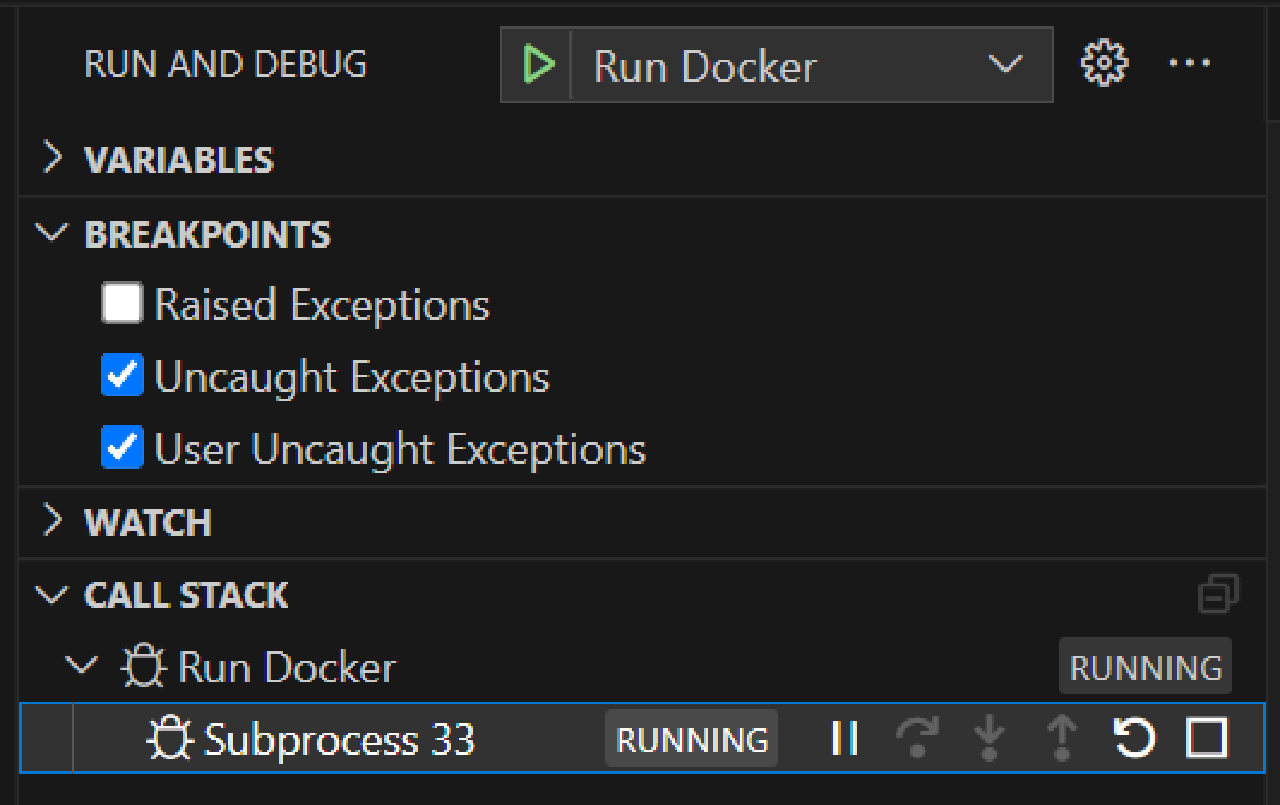 RUN AND DEBUG Run Docker
VARIABLES
BREAKPOINTS
Raised Exceptions
Uncaught Exceptions
User Uncaught Exceptions
WATCH
CALL STACK
Run Docker RUNNING
Subprocess 33 RUNNING